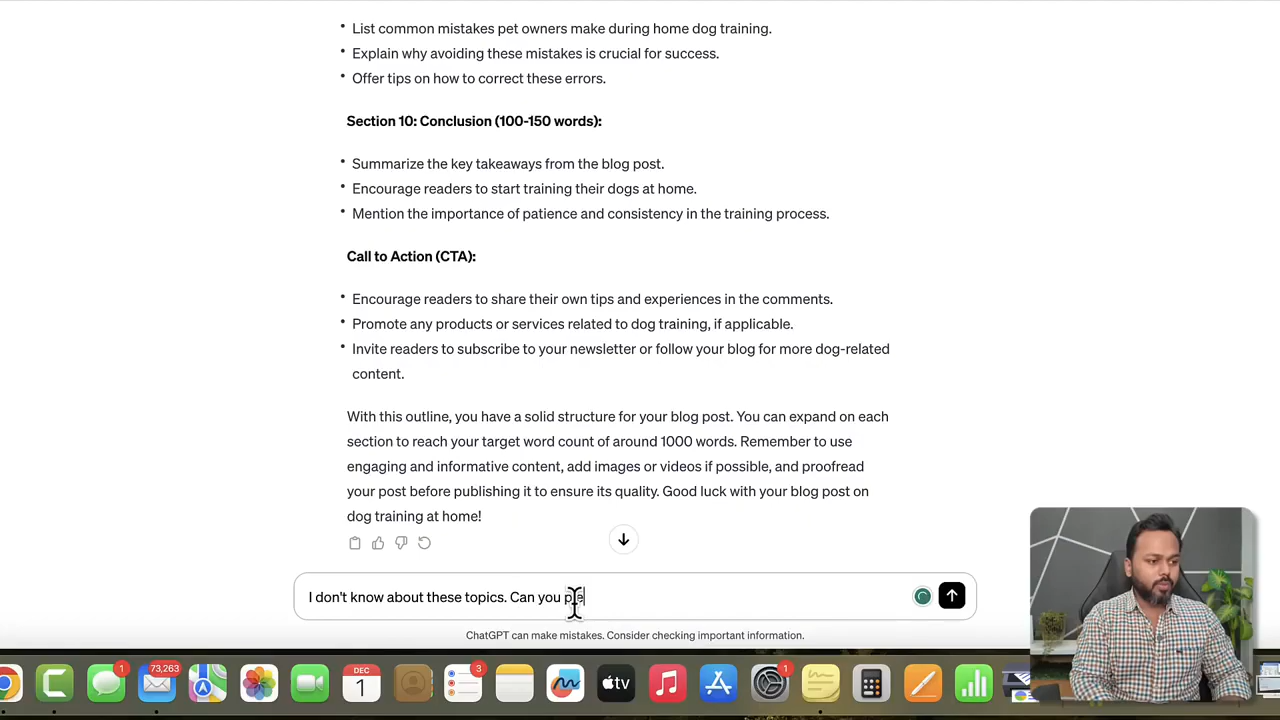 List common mistakes pet owners make during home dog training.
Explain why avoiding these mistakes is crucial for success.
Offer tips on how to correct these errors.
Section 10: Conclusion (100-150 words):
Summarize the key takeaways from the blog post.
Encourage readers to start training their dogs at home.
Mention the importance of patience and consistency in the training process.
Call to Action (CTA):
Encourage readers to share their own tips and experiences in the comments.
Promote any products or services related to dog training, if applicable.
Invite readers to subscribe to your newsletter or follow your blog for more dog-related
content.
With this outline, you have a solid structure for your blog post. You can expand on each
section to reach your target word count of around 1000 words. Remember to use
engaging and informative content, add images or videos if possible, and proofread
your post before publishing it to ensure its quality. Good luck with your blog post on
dog training at home!
I don't know about these topics. Can you ple
ChatGPT can make mistakes. Consider checking important information.
1
73,263
DEC
1
3
tv
1